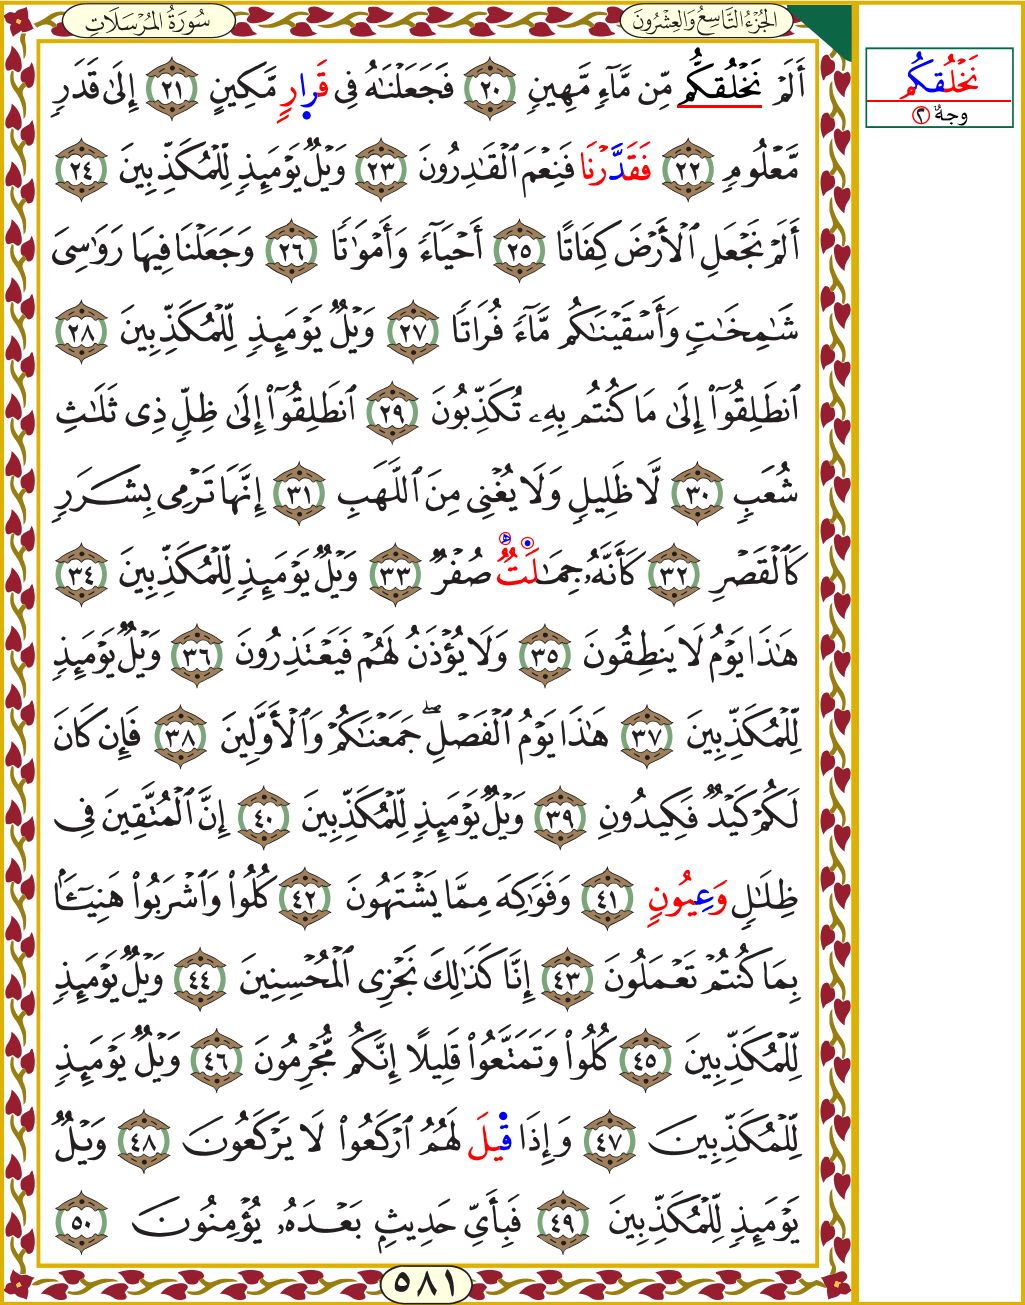 سُورَةُ المُرْسَلَاتِ
الجُزْءُ التَّاسِعُ وَالعِشْرُونَ
نَخْلُقكُم
وجهٌ ٢
أَلَمْ نَخْلُقكُّم مِّن مَّآءٍ مَّهِينٍ ٢٠ فَجَعَلْنَٰهُ فِى قَرَارٍ مَّكِينٍ ٢١ إِلَىٰ قَدَرٍ
مَّعْلُومٍ ٢٢ فَقَدَّرْنَا فَنِعْمَ ٱلْقَٰدِرُونَ ٢٣ وَيْلٌ يَوْمَئِذٍ لِّلْمُكَذِّبِينَ ٢٤
أَلَمْ نَجْعَلِ ٱلْأَرْضَ كِفَاتًا ٢٥ أَحْيَآءً وَأَمْوَٰتًا ٢٦ وَجَعَلْنَا فِيهَا رَوَٰسِىَ
شَٰمِخَٰتٍ وَأَسْقَيْنَٰكُم مَّآءً فُرَاتًا ٢٧ وَيْلٌ يَوْمَئِذٍ لِّلْمُكَذِّبِينَ ٢٨
ٱنطَلِقُوٓا۟ إِلَىٰ مَا كُنتُم بِهِۦ تُكَذِّبُونَ ٢٩ ٱنطَلِقُوٓا۟ إِلَىٰ ظِلٍّ ذِى ثَلَٰثِ
شُعَبٍ ٣٠ لَّا ظَلِيلٍ وَلَا يُغْنِى مِنَ ٱللَّهَبِ ٣١ إِنَّهَا تَرْمِى بِشَرَرٍ
كَٱلْقَصْرِ ٣٢ كَأَنَّهُۥ جِمَٰلَتٌ صُفْرٌ ٣٣ وَيْلٌ يَوْمَئِذٍ لِّلْمُكَذِّبِينَ ٣٤
هَٰذَا يَوْمُ لَا يَنطِقُونَ ٣٥ وَلَا يُؤْذَنُ لَهُمْ فَيَعْتَذِرُونَ ٣٦ وَيْلٌ يَوْمَئِذٍ
لِّلْمُكَذِّبِينَ ٣٧ هَٰذَا يَوْمُ ٱلْفَصْلِ ۖ جَمَعْنَٰكُمْ وَٱلْأَوَّلِينَ ٣٨ فَإِن كَانَ
لَكُمْ كَيْدٌ فَكِيدُونِ ٣٩ وَيْلٌ يَوْمَئِذٍ لِّلْمُكَذِّبِينَ ٤٠ إِنَّ ٱلْمُتَّقِينَ فِى
ظِلَٰلٍ وَعِيُونٍ ٤١ وَفَوَٰكِهَ مِمَّا يَشْتَهُونَ ٤٢ كُلُوا۟ وَٱشْرَبُوا۟ هَنِيٓـًٔۢا
بِمَا كُنتُمْ تَعْمَلُونَ ٤٣ إِنَّا كَذَٰلِكَ نَجْزِى ٱلْمُحْسِنِينَ ٤٤ وَيْلٌ يَوْمَئِذٍ
لِّلْمُكَذِّبِينَ ٤٥ كُلُوا۟ وَتَمَتَّعُوا۟ قَلِيلًا إِنَّكُم مُّجْرِمُونَ ٤٦ وَيْلٌ يَوْمَئِذٍ
لِّلْمُكَذِّبِينَ ٤٧ وَإِذَا قِيلَ لَهُمُ ٱرْكَعُوا۟ لَا يَرْكَعُونَ ٤٨ وَيْلٌ
يَوْمَئِذٍ لِّلْمُكَذِّبِينَ ٤٩ فَبِأَىِّ حَدِيثٍۭ بَعْدَهُۥ يُؤْمِنُونَ ٥٠
٥٨١